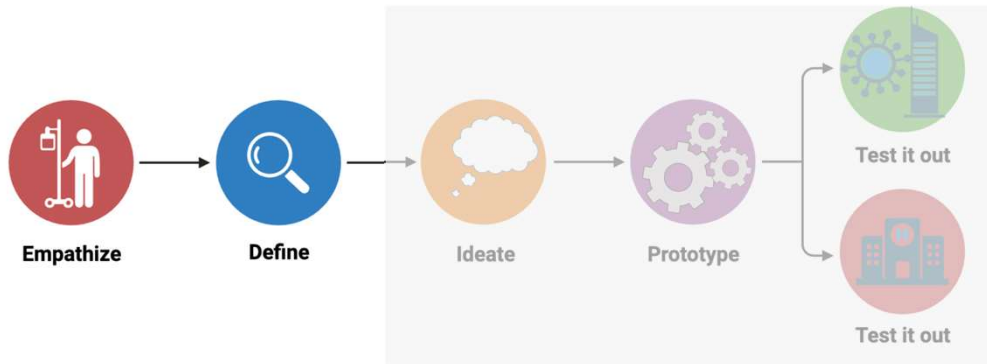 Empathize
Define
Ideate
Prototype
Test it out
Test it out